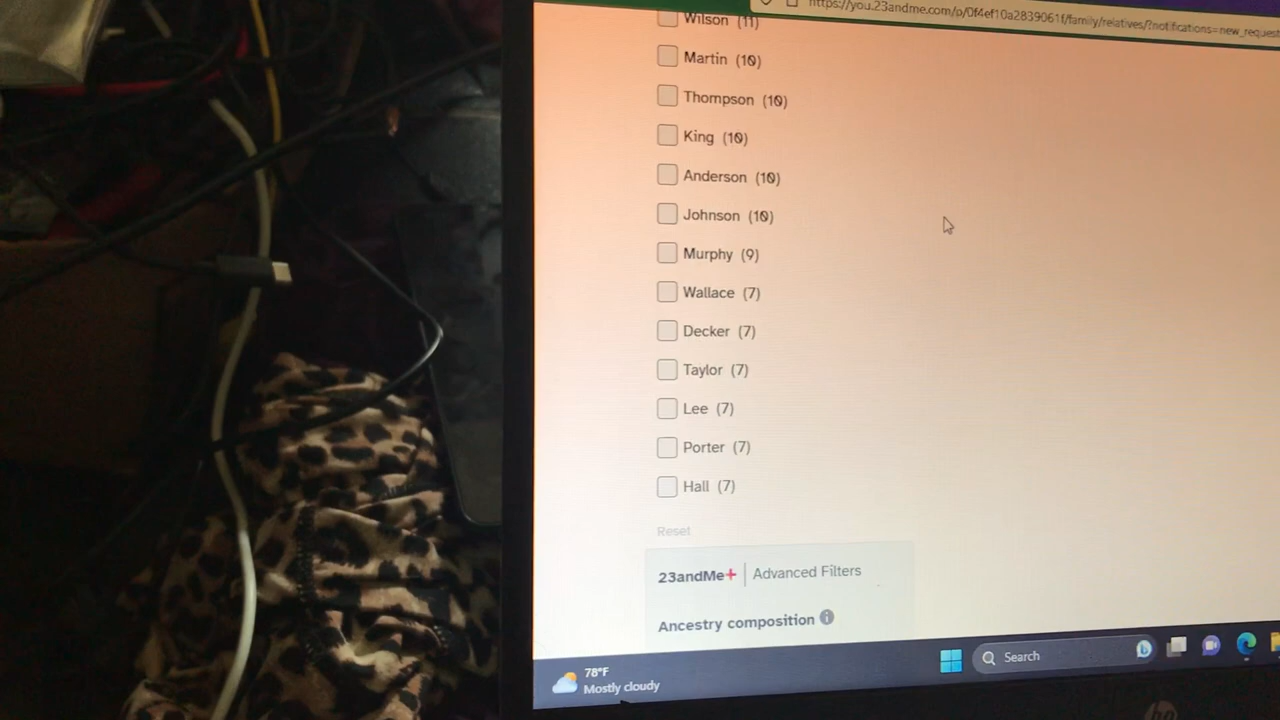 https://you.23andme.com/p/0f4ef10a2839061f/family/relatives/?notifications=new_request
Wilson (11)
Martin (10)
Thompson (10)
King (10)
Anderson (10)
Johnson (10)
Murphy (9)
Wallace (7)
Decker (7)
Taylor (7)
Lee (7)
Porter (7)
Hall (7)
Reset
23andMe+ | Advanced Filters
Ancestry composition
78°F
Mostly cloudy
Search
hp